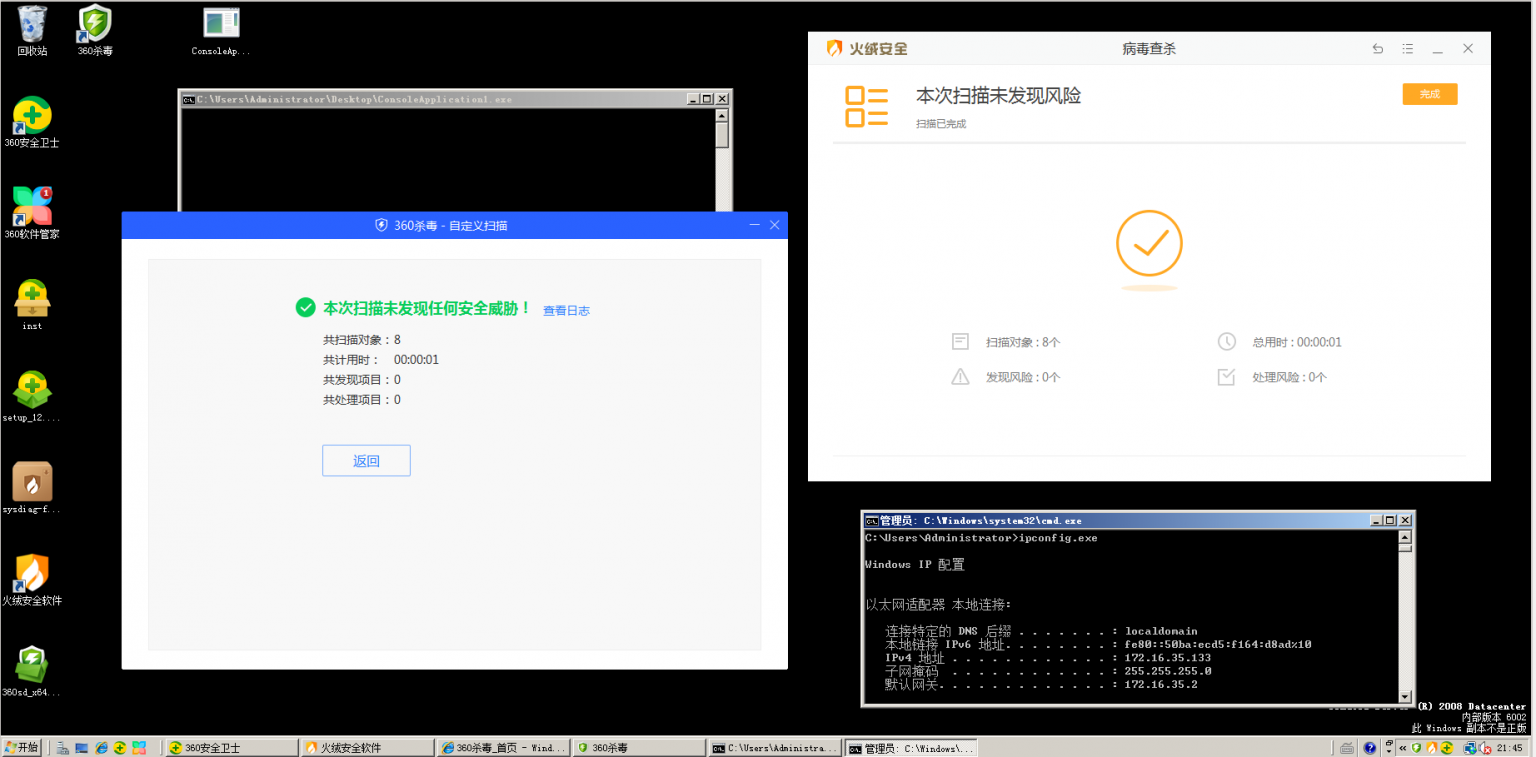 回收站
360杀毒
ConsoleAp...
360安全卫士
1
360软件管家
inst
setup_12....
sysdiag-f...
火绒安全软件
360sd_x64...
C:\Users\Administrator\Desktop\ConsoleApplication1.exe
360杀毒 - 自定义扫描
本次扫描未发现任何安全威胁！ 查看日志
共扫描对象：8
共计用时： 00:00:01
共发现项目：0
共处理项目：0
返回
火绒安全
病毒查杀
本次扫描未发现风险
完成
扫描已完成
扫描对象 : 8个
总用时 : 00:00:01
发现风险 : 0个
处理风险 : 0个
管理员: C:\Windows\system32\cmd.exe
C:\Users\Administrator>ipconfig.exe
Windows IP 配置
以太网适配器 本地连接:
连接特定的 DNS 后缀 . . . . . . . : localdomain
本地链接 IPv6 地址. . . . . . . . : fe80::50ba:ecd5:f164:d8ad%10
IPv4 地址 . . . . . . . . . . . . : 172.16.35.133
子网掩码 . . . . . . . . . . . . : 255.255.255.0
默认网关. . . . . . . . . . . . . : 172.16.35.2
(R) 2008 Datacenter
内部版本 6002
此 Windows 副本不是正版
开始
360安全卫士
火绒安全软件
360杀毒_首页 - Wind...
360杀毒
C:\Users\Administra...
管理员: C:\Windows\...
21:45